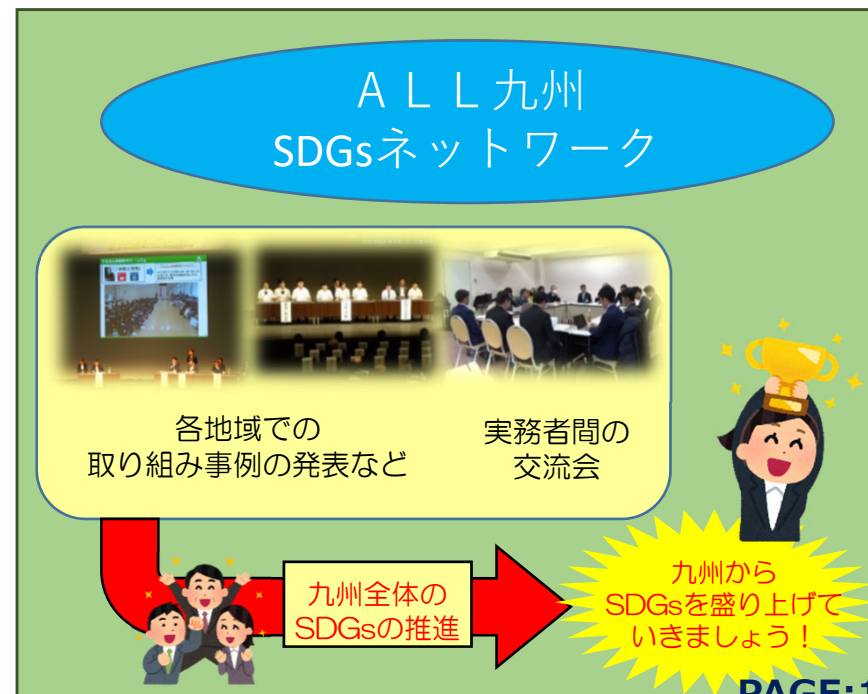 ＡＬＬ九州
SDGsネットワーク
各地域での
取り組み事例の発表など
実務者間の
交流会
九州全体の
SDGsの推進
九州から
SDGsを盛り上げて
いきましょう！
PAGE:1